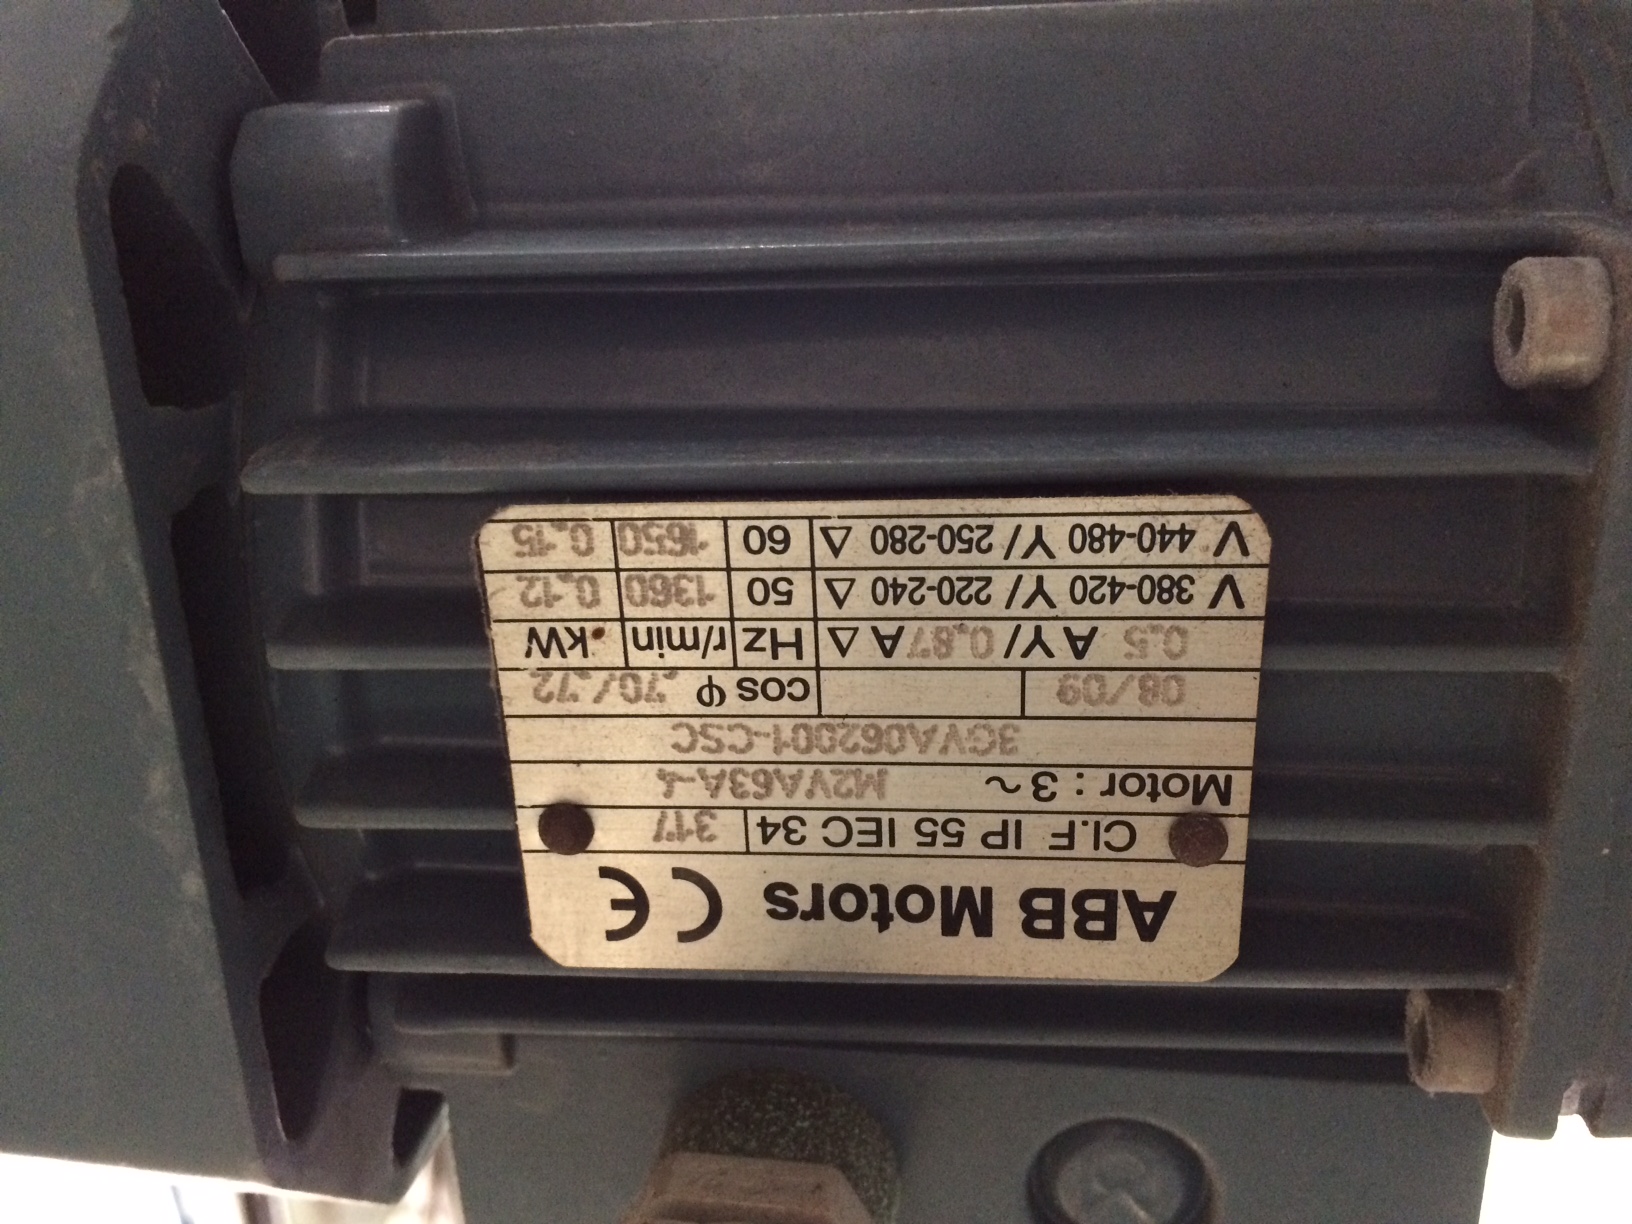 ABB Motors CE
Cl.F IP 55 IEC 34 317
Motor : 3 ~ M2VA63A-4
3GVA062001-CSC
08/09 cos φ .70/.72
0.5 A Y/ 0.87 A Δ Hz r/min kW
V 380-420 Y/ 220-240 Δ 50 1360 0.12
V 440-480 Y/ 250-280 Δ 60 1650 0.15